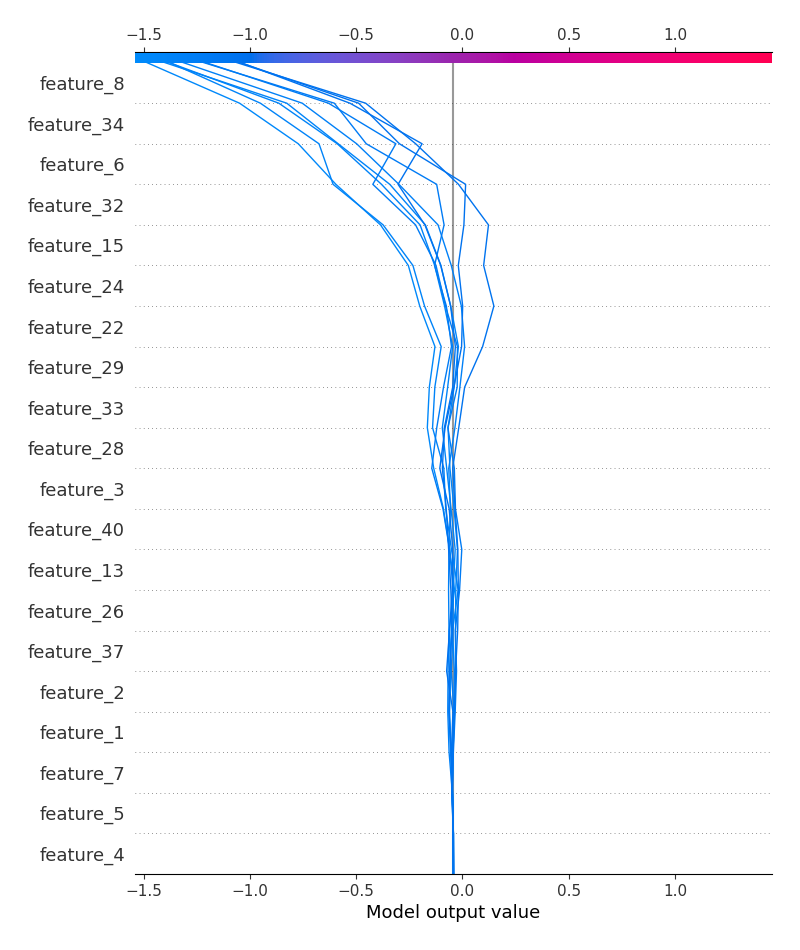 −1.5 −1.0 −0.5 0.0 0.5 1.0
feature_8
feature_34
feature_6
feature_32
feature_15
feature_24
feature_22
feature_29
feature_33
feature_28
feature_3
feature_40
feature_13
feature_26
feature_37
feature_2
feature_1
feature_7
feature_5
feature_4
−1.5 −1.0 −0.5 0.0 0.5 1.0
Model output value